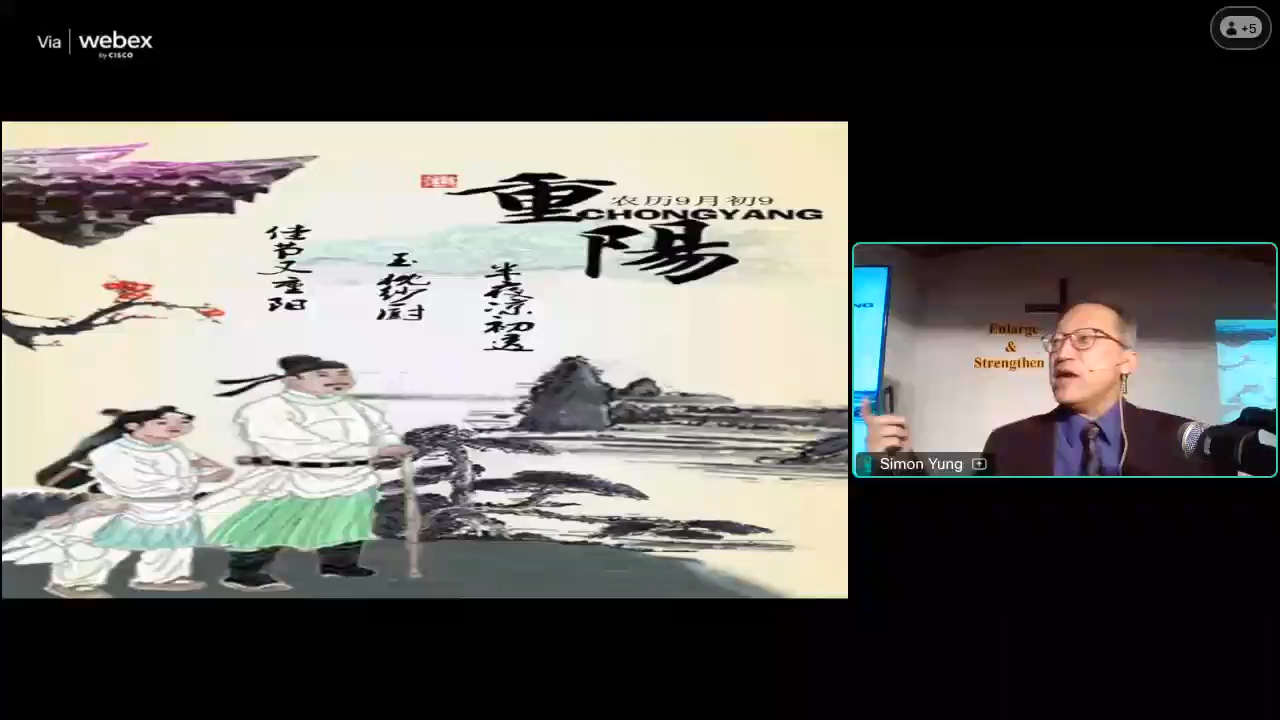 Via webex
by CISCO
+5
重
陽
农历9月初9
CHONGYANG
半夜凉初透
玉枕纱厨
佳节又重阳
Enlarge
&
Strengthen
Simon Yung